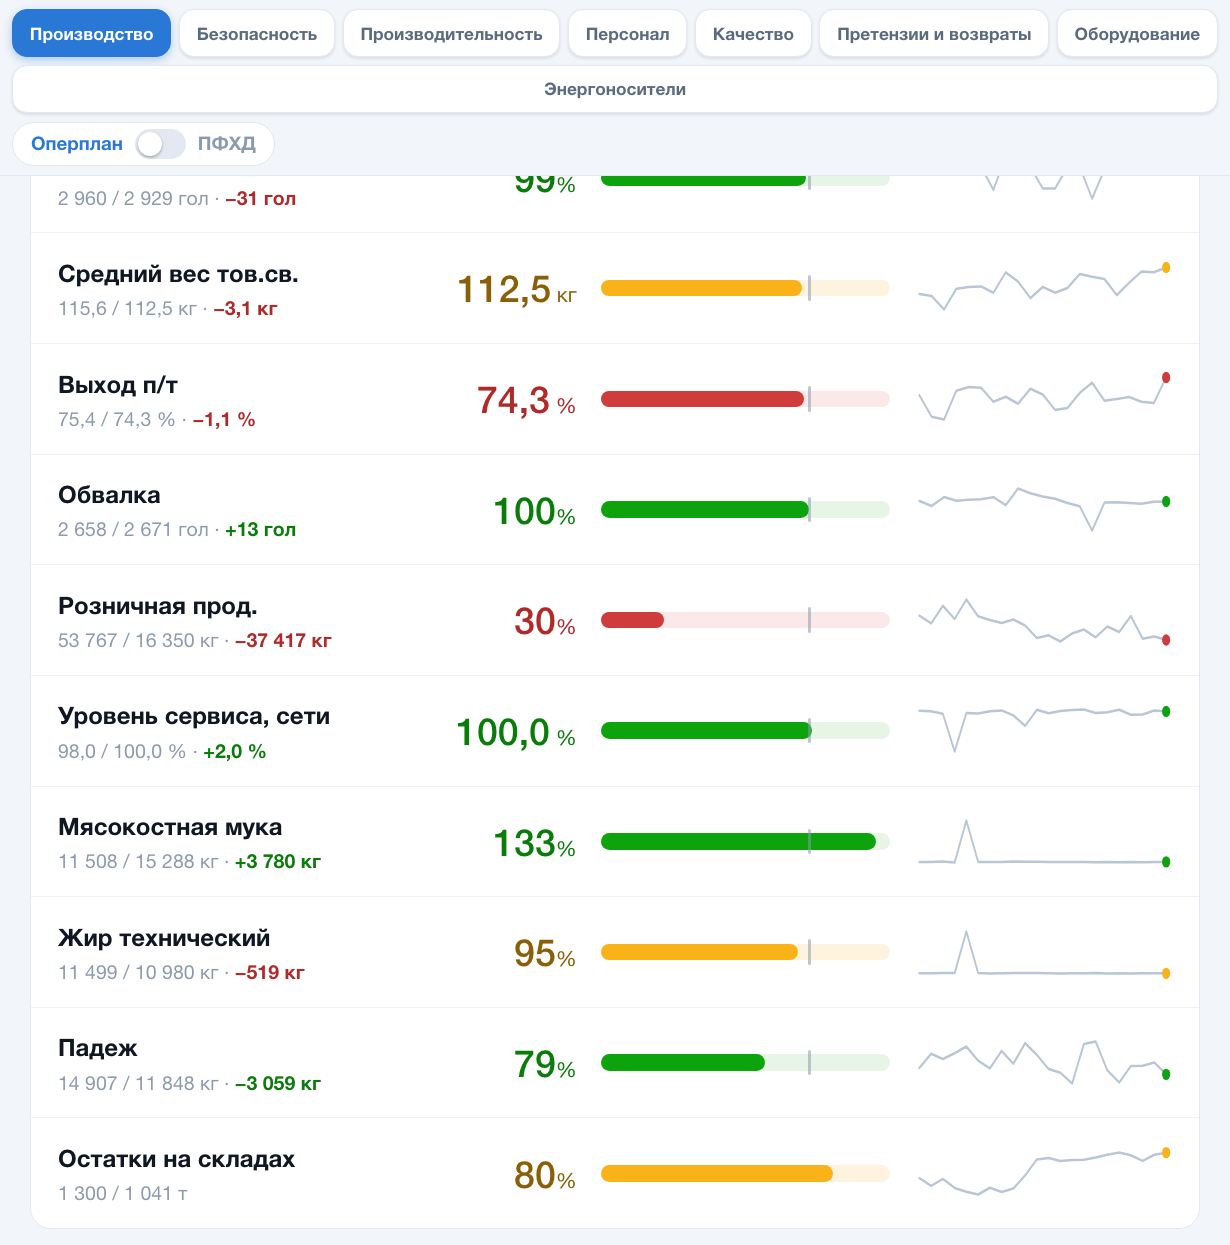 Производство Безопасность Производительность Персонал Качество Претензии и возвраты Оборудование
Энергоносители
Оперплан ПФХД
99%
2 960 / 2 929 гол · −31 гол
Средний вес тов.св.
115,6 / 112,5 кг · −3,1 кг
112,5 кг
Выход п/т
75,4 / 74,3 % · −1,1 %
74,3 %
Обвалка
2 658 / 2 671 гол · +13 гол
100%
Розничная прод.
53 767 / 16 350 кг · −37 417 кг
30%
Уровень сервиса, сети
98,0 / 100,0 % · +2,0 %
100,0 %
Мясокостная мука
11 508 / 15 288 кг · +3 780 кг
133%
Жир технический
11 499 / 10 980 кг · −519 кг
95%
Падеж
14 907 / 11 848 кг · −3 059 кг
79%
Остатки на складах
1 300 / 1 041 т
80%